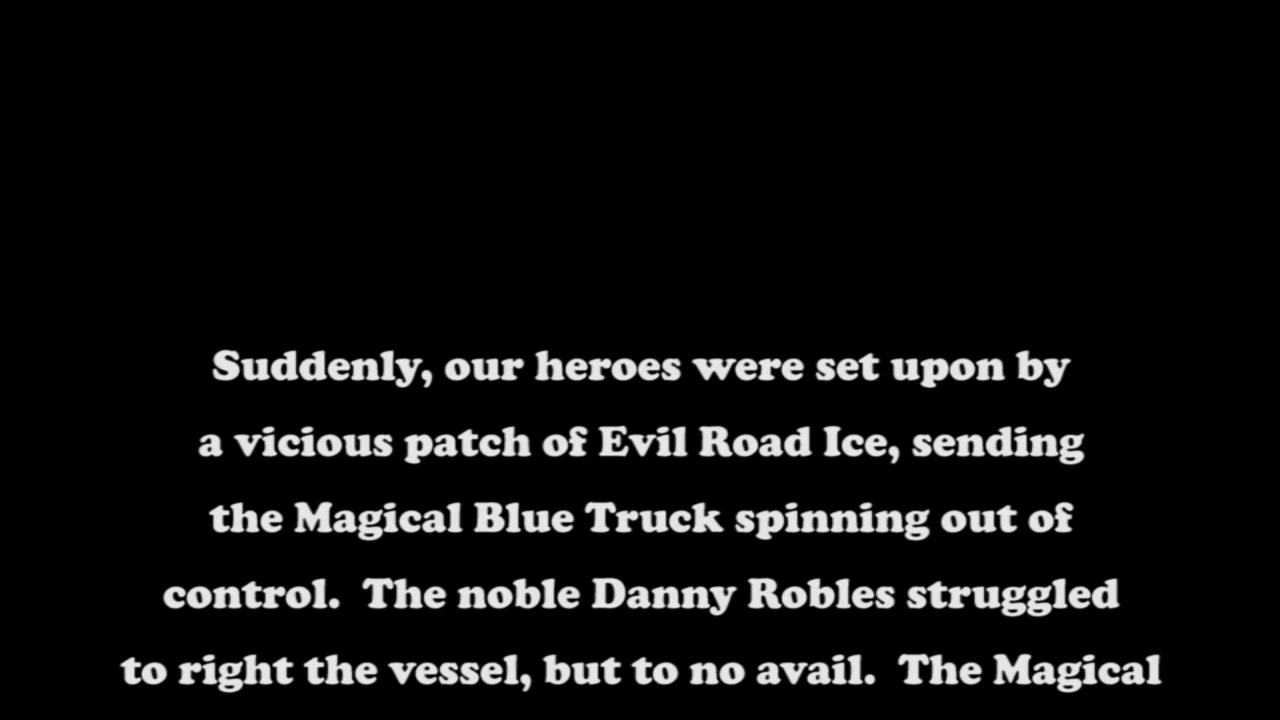 Suddenly, our heroes were set upon by
a vicious patch of Evil Road Ice, sending
the Magical Blue Truck spinning out of
control.  The noble Danny Robles struggled
to right the vessel, but to no avail.  The Magical